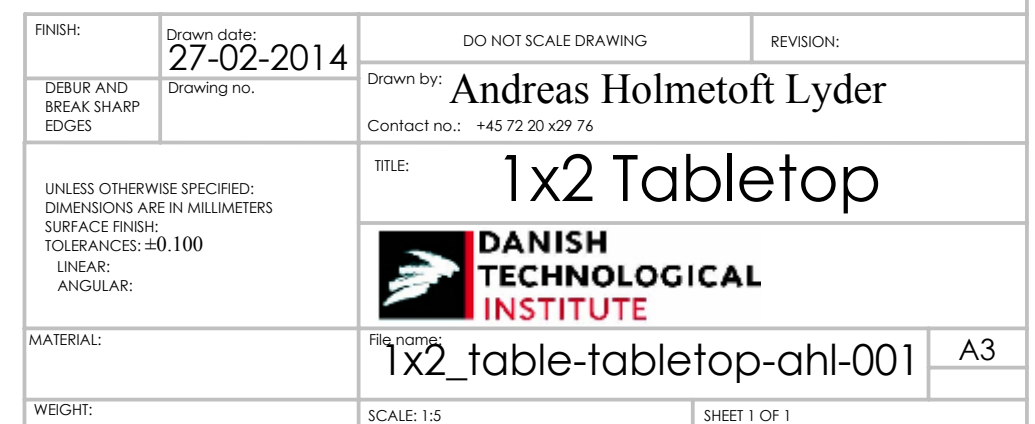 FINISH:
Drawn date:
27-02-2014
DO NOT SCALE DRAWING
REVISION:
DEBUR AND
BREAK SHARP
EDGES
Drawing no.
Drawn by: Andreas Holmetoft Lyder
Contact no.: +45 72 20 x29 76
UNLESS OTHERWISE SPECIFIED:
DIMENSIONS ARE IN MILLIMETERS
SURFACE FINISH:
TOLERANCES: ±0.100
LINEAR:
ANGULAR:
TITLE: 1x2 Tabletop
DANISH
TECHNOLOGICAL
INSTITUTE
MATERIAL:
File name:
1x2_table-tabletop-ahl-001
A3
WEIGHT:
SCALE: 1:5
SHEET 1 OF 1